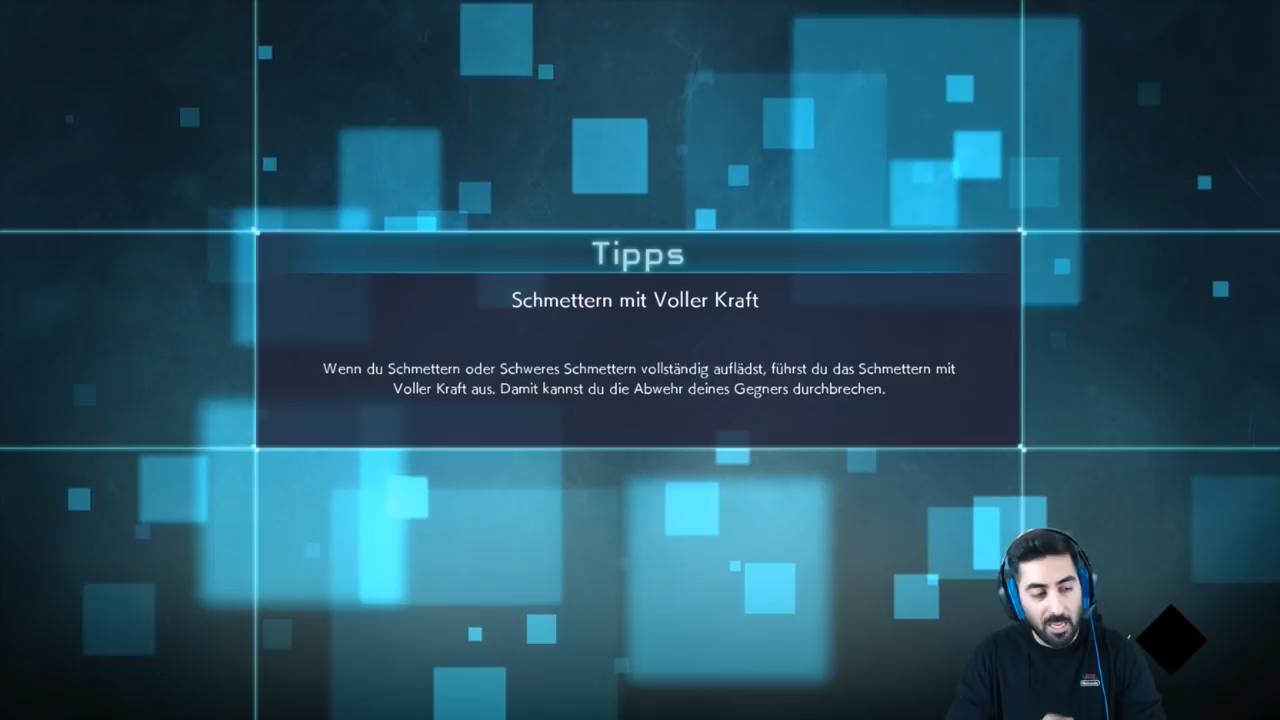 Tipps
Schmettern mit Voller Kraft
Wenn du Schmettern oder Schweres Schmettern vollständig auflädst, führst du das Schmettern mit
Voller Kraft aus. Damit kannst du die Abwehr deines Gegners durchbrechen.